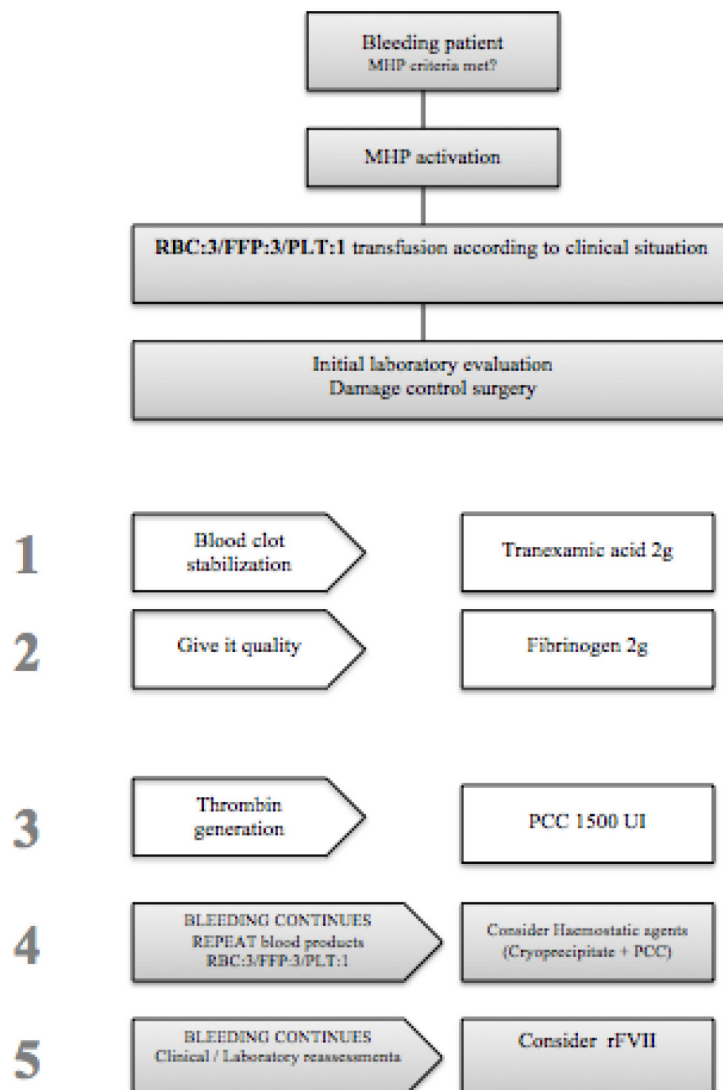 Bleeding patient
MHP criteria met?
MHP activation
RBC:3/FFP:3/PLT:1 transfusion according to clinical situation
Initial laboratory evaluation
Damage control surgery
1
Blood clot
stabilization
Tranexamic acid 2g
2
Give it quality
Fibrinogen 2g
3
Thrombin
generation
PCC 1500 UI
4
BLEEDING CONTINUES
REPEAT blood products
RBC:3/FFP:3/PLT:1
Consider Haemostatic agents
(Cryoprecipitate + PCC)
5
BLEEDING CONTINUES
Clinical / Laboratory reassessmenta
Consider rFVII